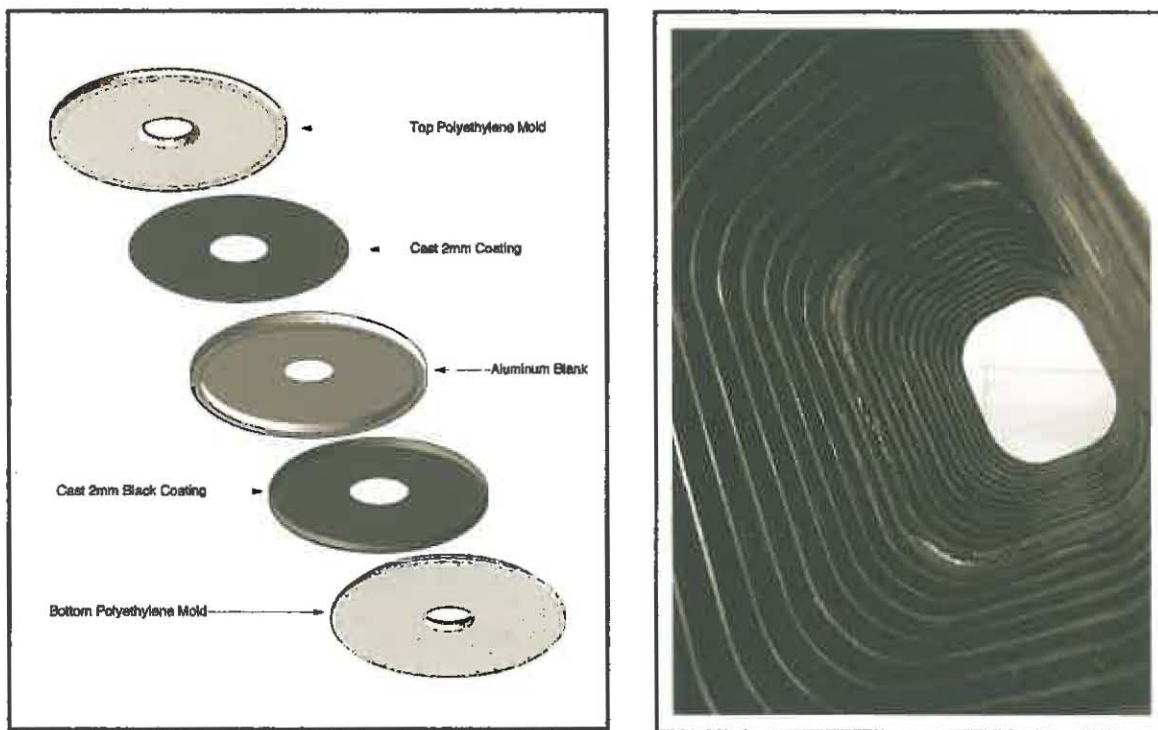 Top Polyethylene Mold
Cast 2mm Coating
Aluminum Blank
Cast 2mm Black Coating
Bottom Polyethylene Mold